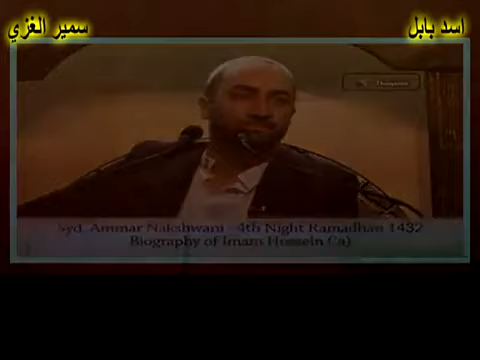 سمير الغزي
اسد بابل
Syd. Ammar Nakshwani - 4th Night Ramadhan 1432
Biography of Imam Hussein (a)